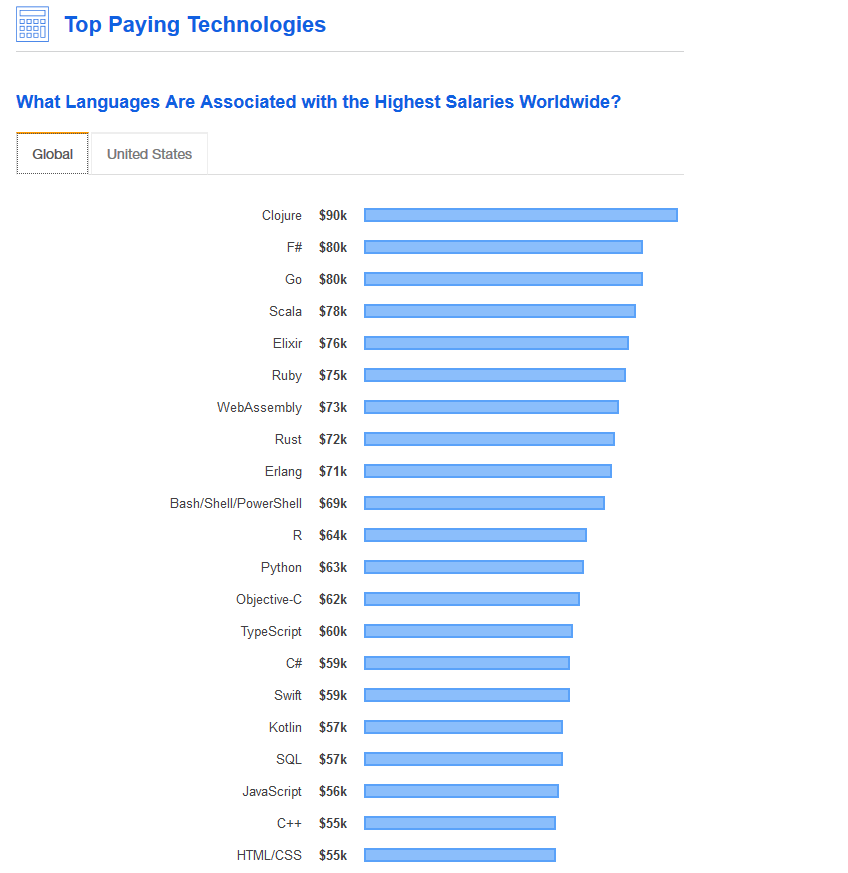 Top Paying Technologies
What Languages Are Associated with the Highest Salaries Worldwide?
Global United States
Clojure $90k
F# $80k
Go $80k
Scala $78k
Elixir $76k
Ruby $75k
WebAssembly $73k
Rust $72k
Erlang $71k
Bash/Shell/PowerShell $69k
R $64k
Python $63k
Objective-C $62k
TypeScript $60k
C# $59k
Swift $59k
Kotlin $57k
SQL $57k
JavaScript $56k
C++ $55k
HTML/CSS $55k